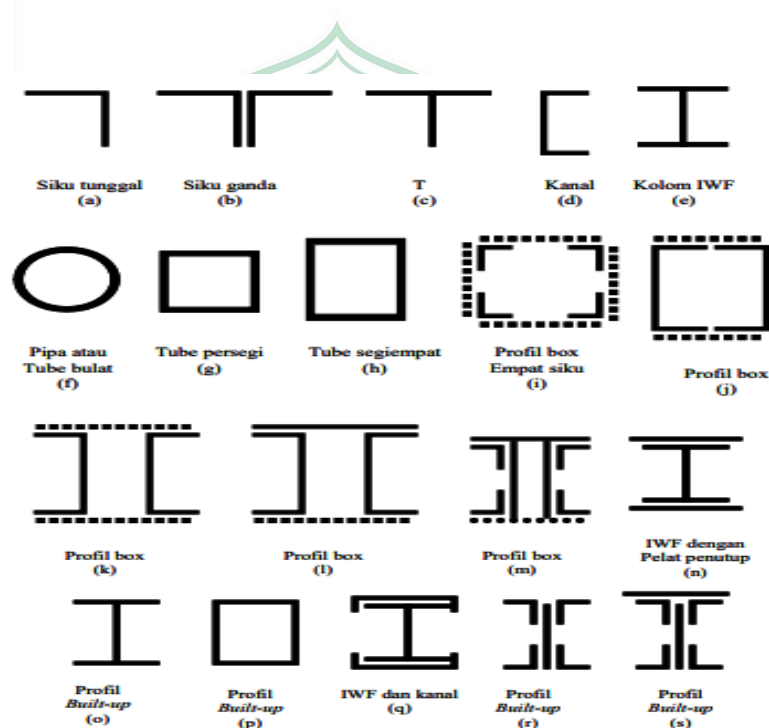 Siku tunggal
(a)
Siku ganda
(b)
T
(c)
Kanal
(d)
Kolom IWF
(e)
Pipa atau
Tube bulat
(f)
Tube persegi
(g)
Tube segiempat
(h)
Profil box
Empat siku
(i)
Profil box
(j)
Profil box
(k)
Profil box
(l)
Profil box
(m)
IWF dengan
Pelat penutup
(n)
Profil
Built-up
(o)
Profil
Built-up
(p)
IWF dan kanal
(q)
Profil
Built-up
(r)
Profil
Built-up
(s)